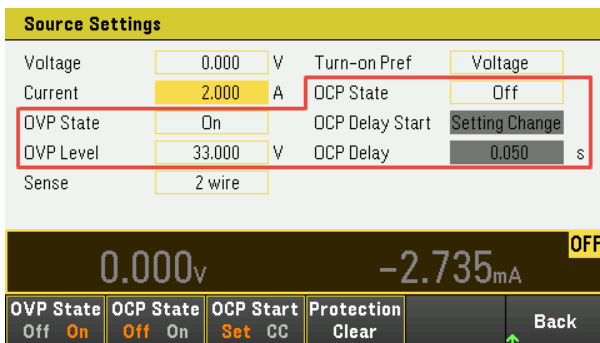 Source Settings
Voltage 0.000 V Turn-on Pref Voltage
Current 2.000 A OCP State Off
OVP State On OCP Delay Start Setting Change
OVP Level 33.000 V OCP Delay 0.050 s
Sense 2 wire
OFF
0.000V -2.735mA
OVP State OCP State OCP Start Protection
Off On Off On Set CC Clear Back